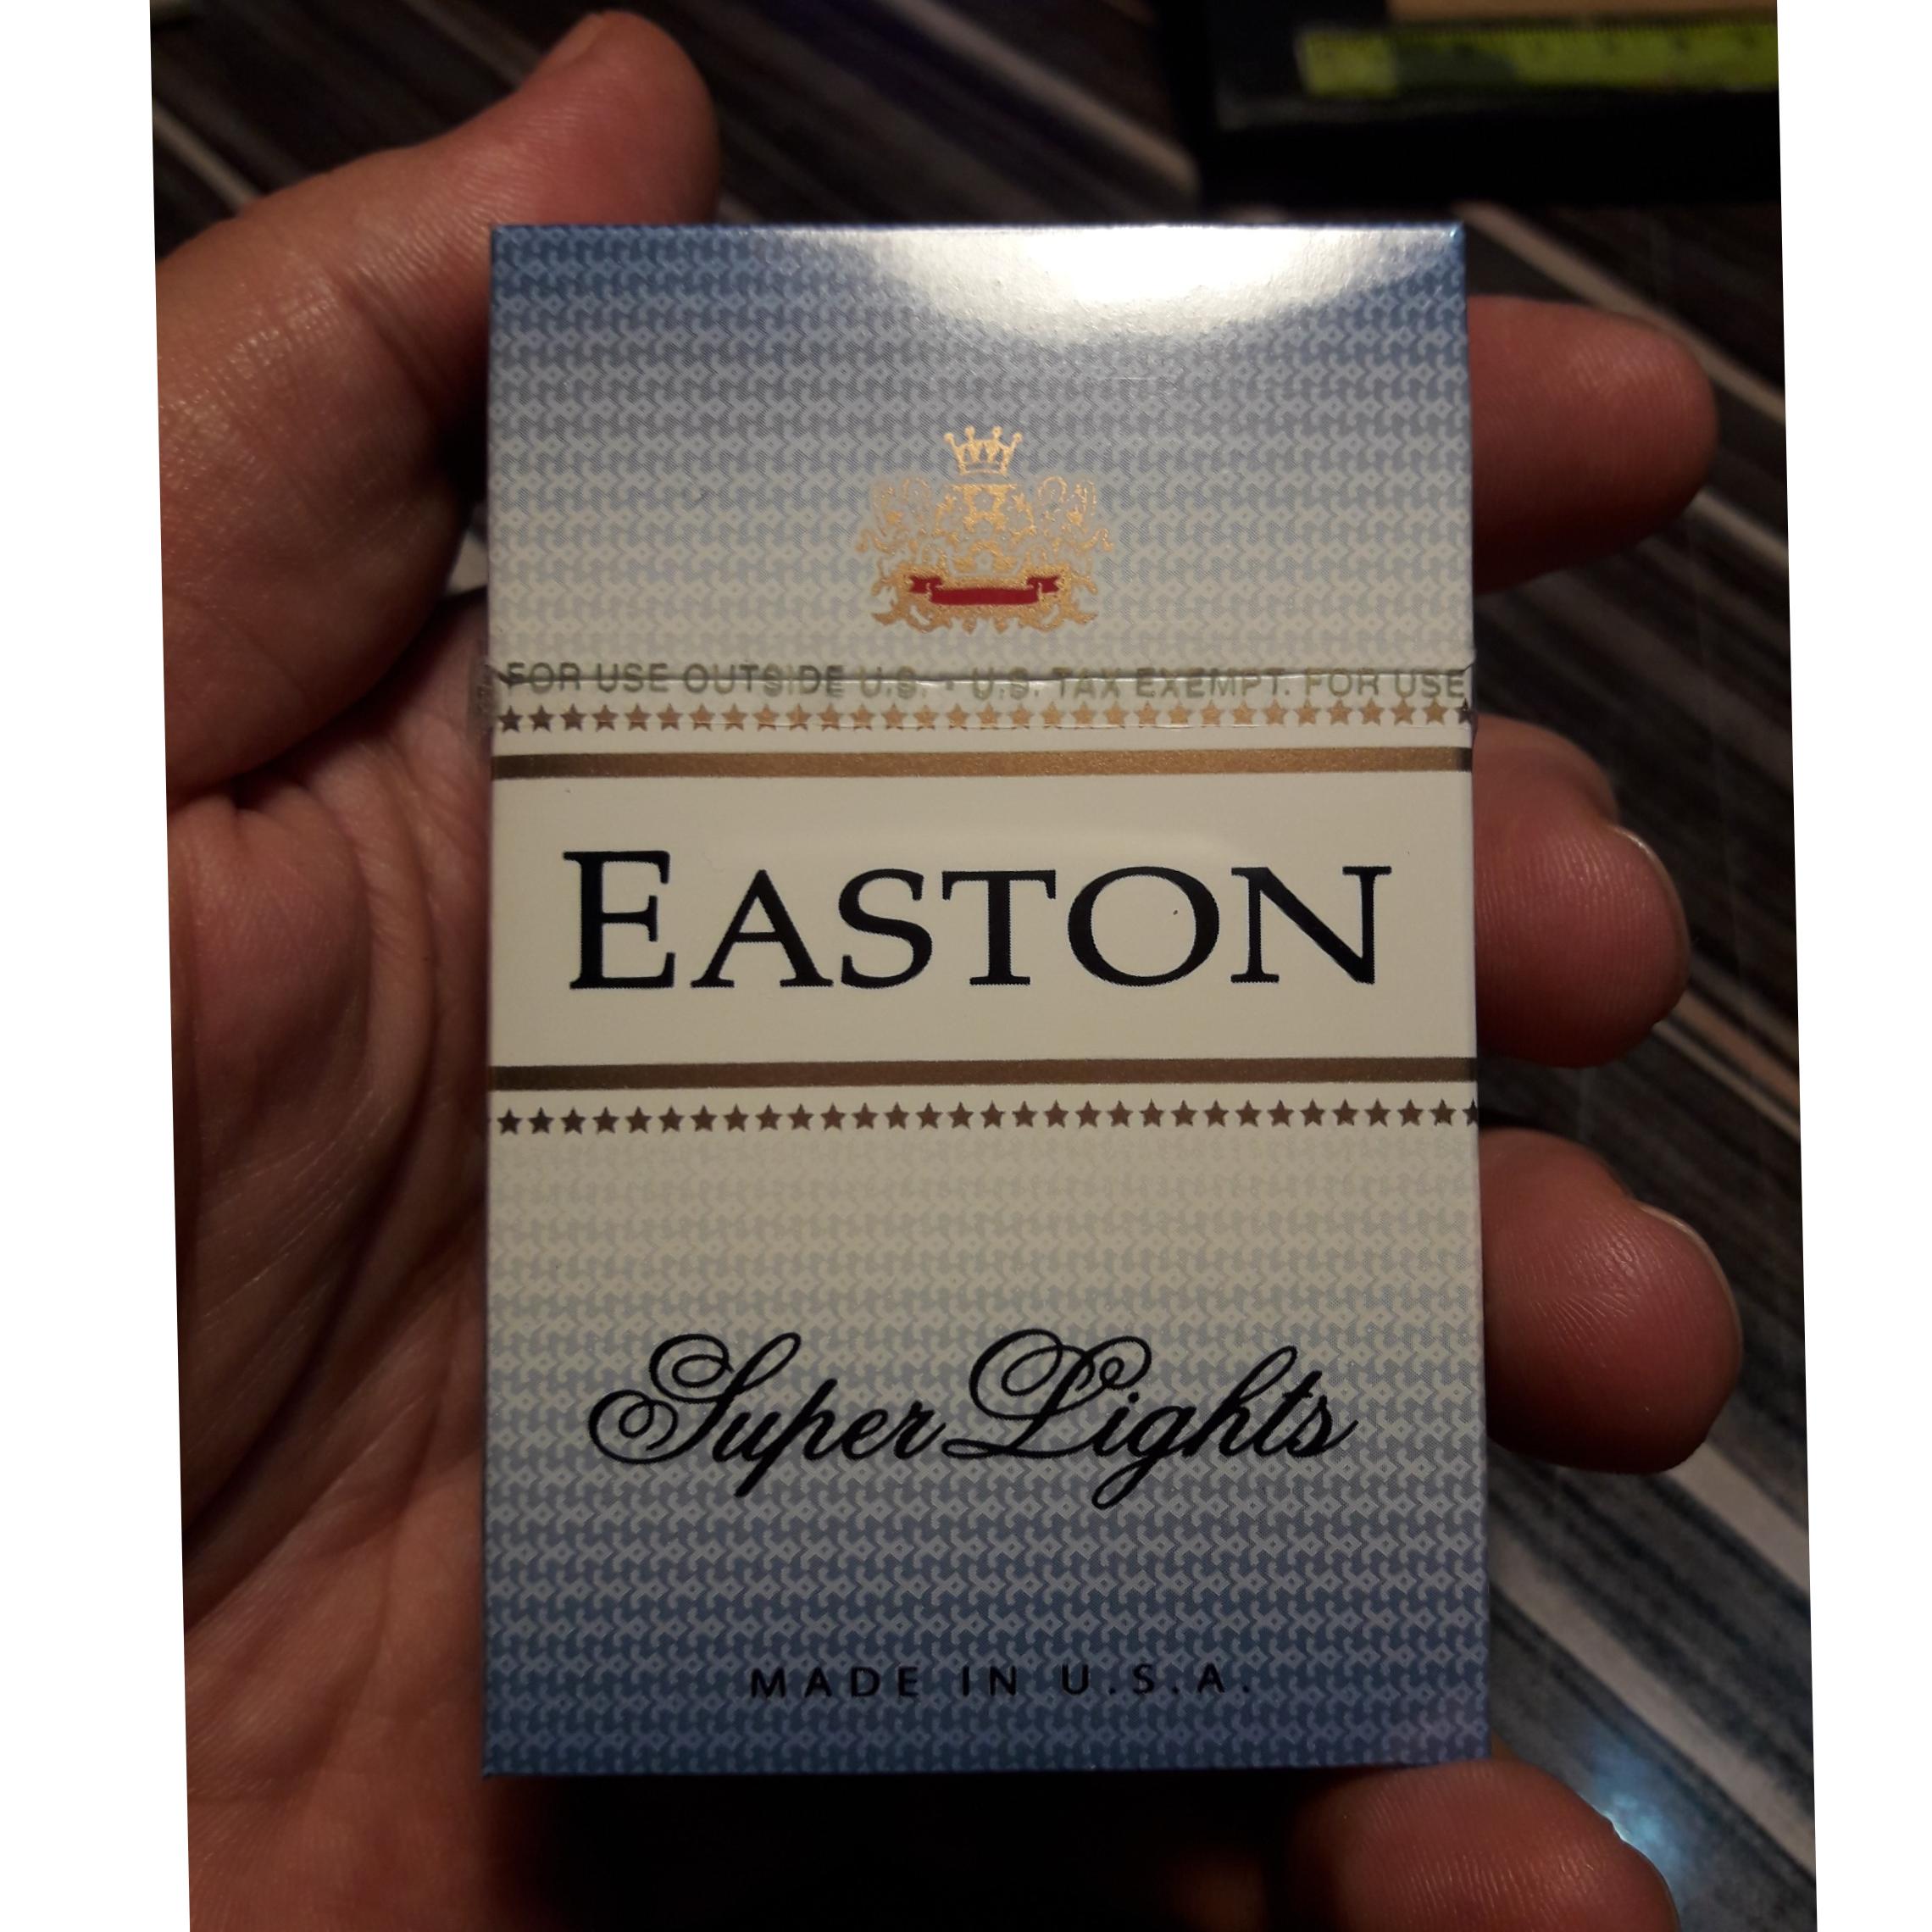 FOR USE OUTSIDE U.S. • U.S. TAX EXEMPT. FOR USE
EASTON
Super Lights
MADE IN U.S.A.